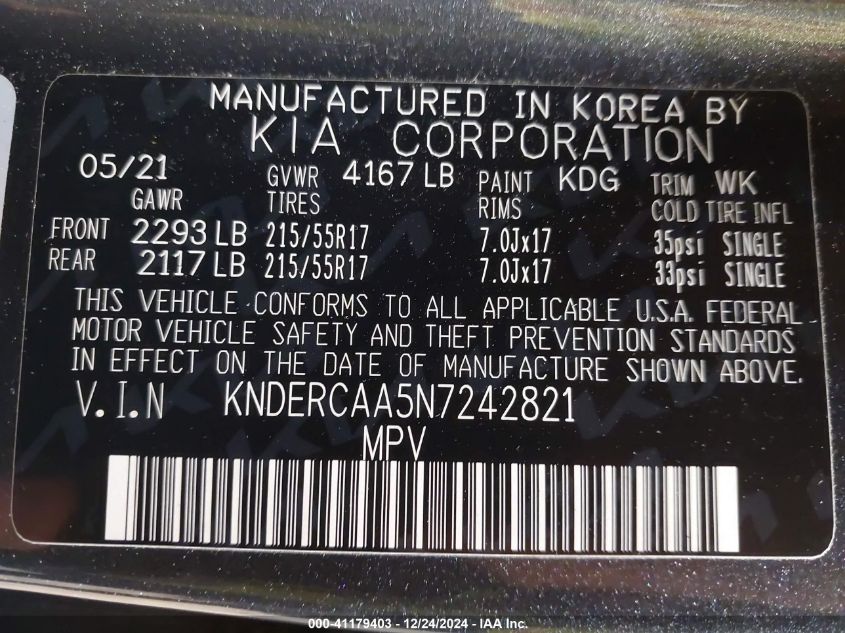 MANUFACTURED IN KOREA BY
KIA CORPORATION
05/21 GVWR 4167 LB PAINT KDG TRIM WK
GAWR TIRES RIMS COLD TIRE INFL
FRONT 2293 LB 215/55R17 7.0Jx17 35psi SINGLE
REAR 2117 LB 215/55R17 7.0Jx17 33psi SINGLE
THIS VEHICLE CONFORMS TO ALL APPLICABLE U.S.A. FEDERAL
MOTOR VEHICLE SAFETY AND THEFT PREVENTION STANDARDS
IN EFFECT ON THE DATE OF MANUFACTURE SHOWN ABOVE.
V.I.N KNDERCAA5N7242821
MPV
000-41179403 - 12/24/2024 - IAA Inc.